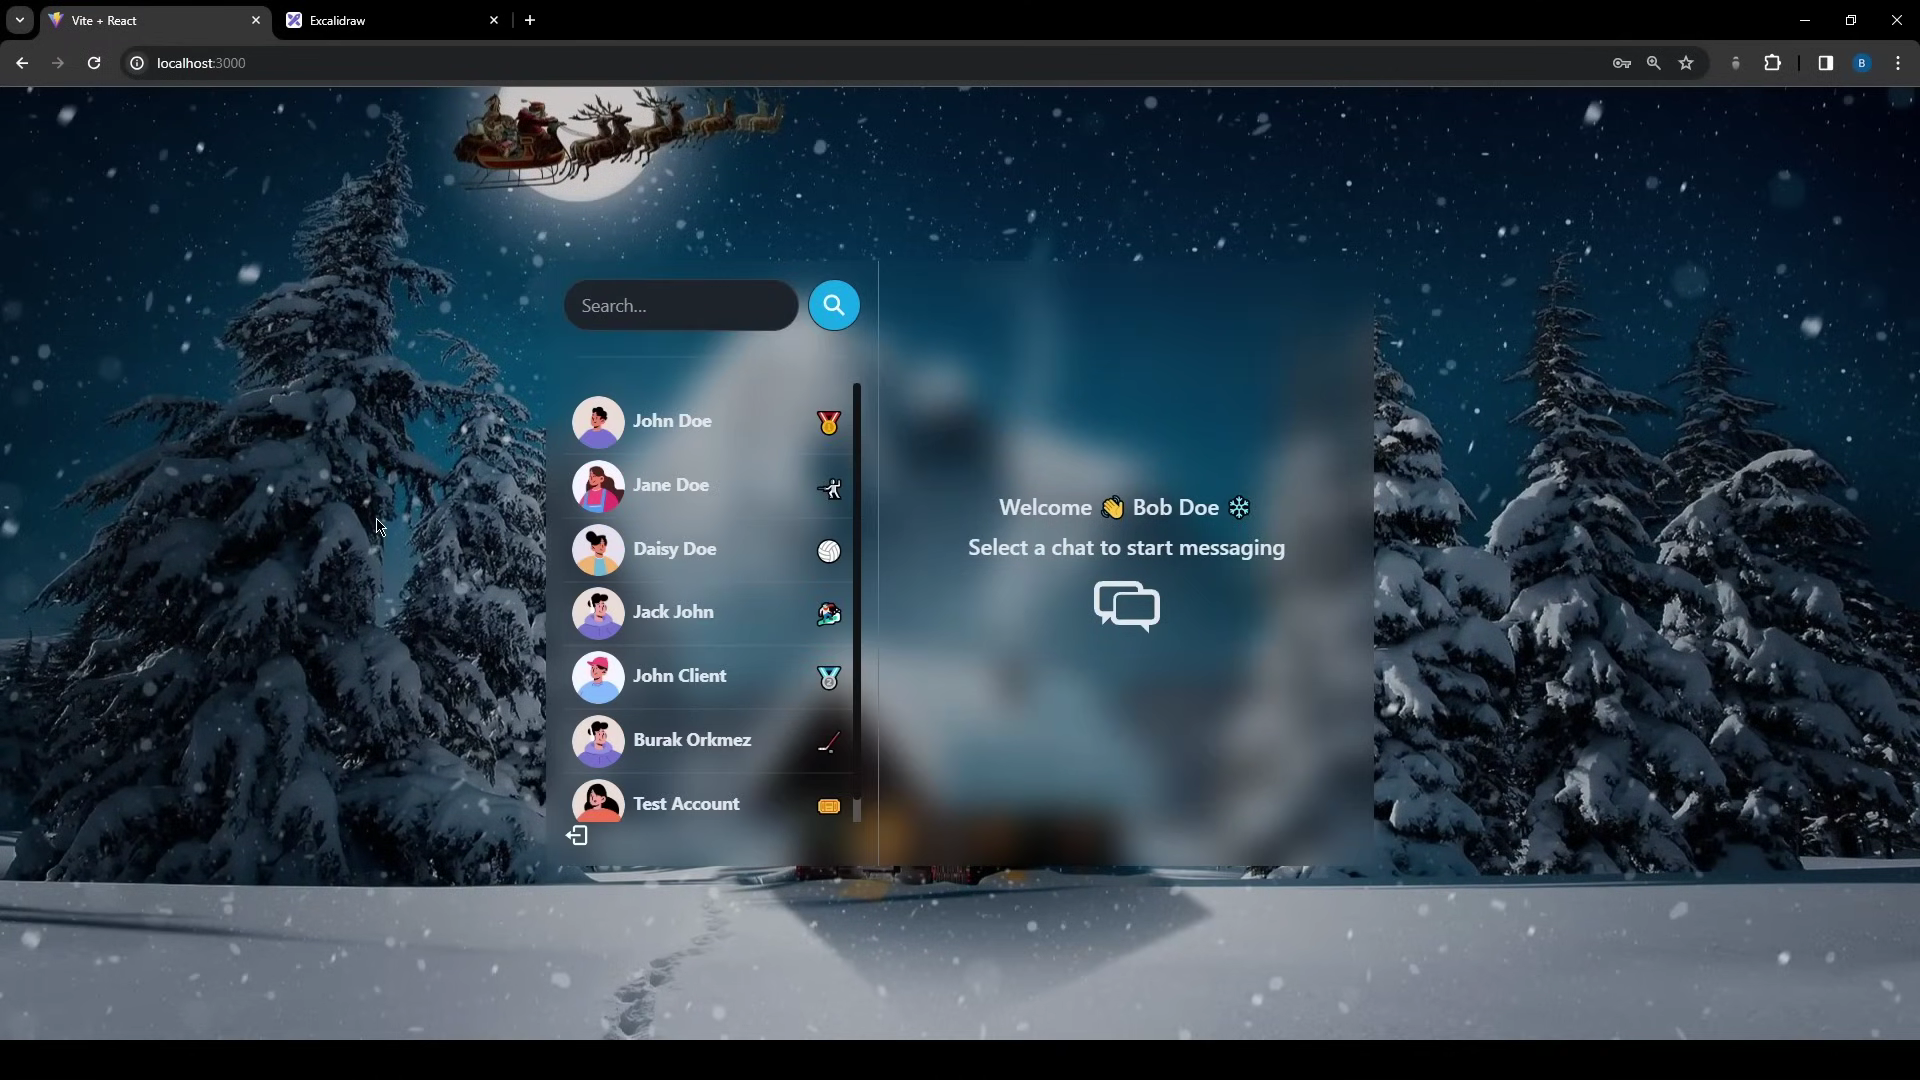 Vite + React
Excalidraw
localhost:3000
B
Search...
John Doe
Jane Doe
Daisy Doe
Jack John
John Client
Burak Orkmez
Test Account
Welcome 👋 Bob Doe ❄
Select a chat to start messaging